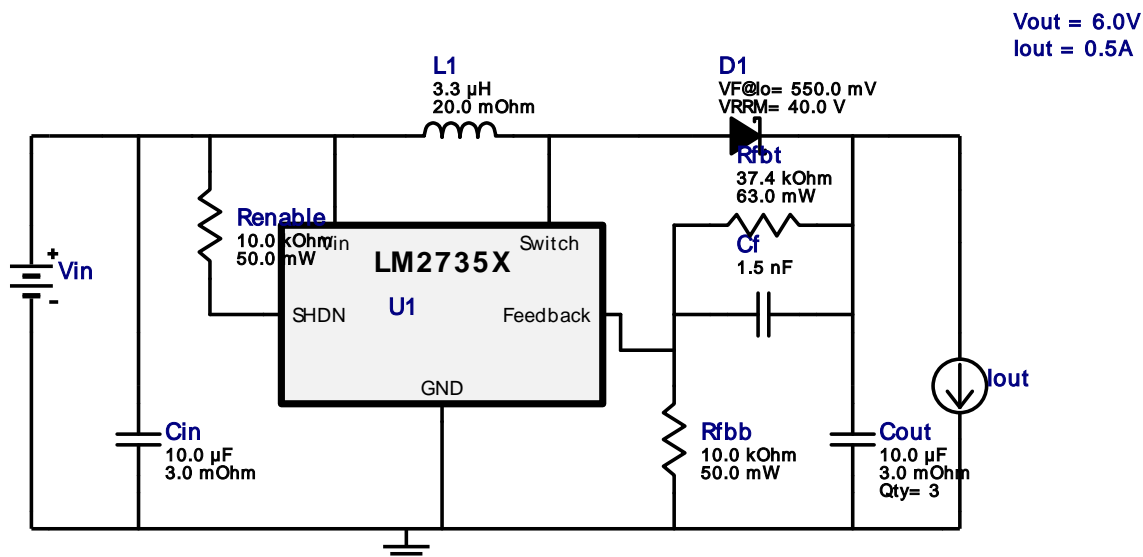 Vout = 6.0V
Iout = 0.5A
L1
3.3 µH
20.0 mOhm
D1
VF@Io= 550.0 mV
VRRM= 40.0 V
Rfbt
37.4 kOhm
63.0 mW
Renable
10.0 kOhm
50.0 mW
Vin
Switch
LM2735X
U1
SHDN
Feedback
GND
Cf
1.5 nF
+
Vin
-
Iout
Cin
10.0 µF
3.0 mOhm
Rfbb
10.0 kOhm
50.0 mW
Cout
10.0 µF
3.0 mOhm
Qty= 3